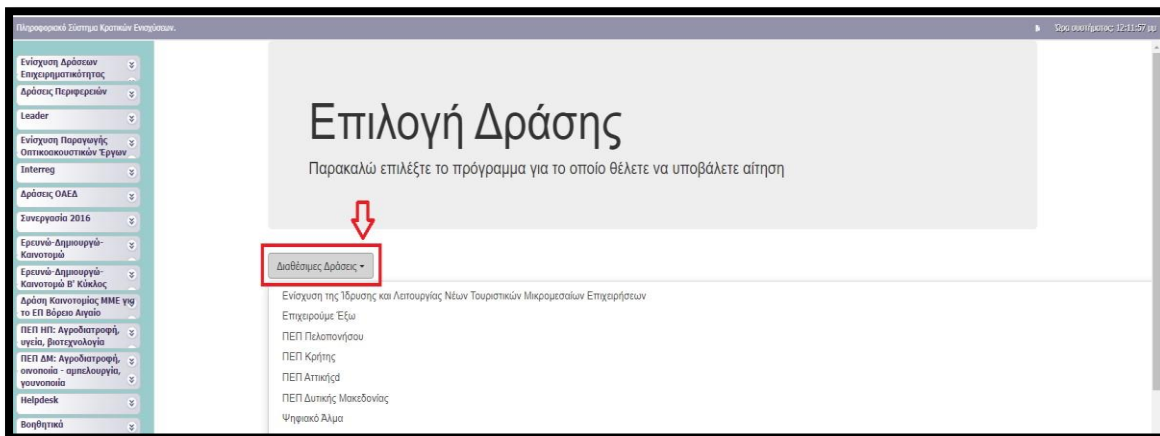 Πληροφοριακό Σύστημα Κρατικών Ενισχύσεων.
Ώρα συστήματος: 12:11:57 μμ
Ενίσχυση Δράσεων
Επιχειρηματικότητας
Δράσεις Περιφερειών
Leader
Ενίσχυση Παραγωγής
Οπτικοακουστικών Έργων
Interreg
Δράσεις ΟΑΕΔ
Συνεργασία 2016
Ερευνώ-Δημιουργώ-
Καινοτομώ
Ερευνώ-Δημιουργώ-
Καινοτομώ Β' Κύκλος
Δράση Καινοτομίας ΜΜΕ για
το ΕΠ Βόρειο Αιγαίο
ΠΕΠ ΗΠ: Αγροδιατροφή,
υγεία, βιοτεχνολογία
ΠΕΠ ΔΜ: Αγροδιατροφή,
οινοποιία - αμπελουργία,
γουνοποιία
Helpdesk
Βοηθητικά
Επιλογή Δράσης
Παρακαλώ επιλέξτε το πρόγραμμα για το οποίο θέλετε να υποβάλετε αίτηση
Διαθέσιμες Δράσεις
Ενίσχυση της Ίδρυσης και Λειτουργίας Νέων Τουριστικών Μικρομεσαίων Επιχειρήσεων
Επιχειρούμε Έξω
ΠΕΠ Πελοπονήσου
ΠΕΠ Κρήτης
ΠΕΠ Αττικήςd
ΠΕΠ Δυτικής Μακεδονίας
Ψηφιακό Άλμα